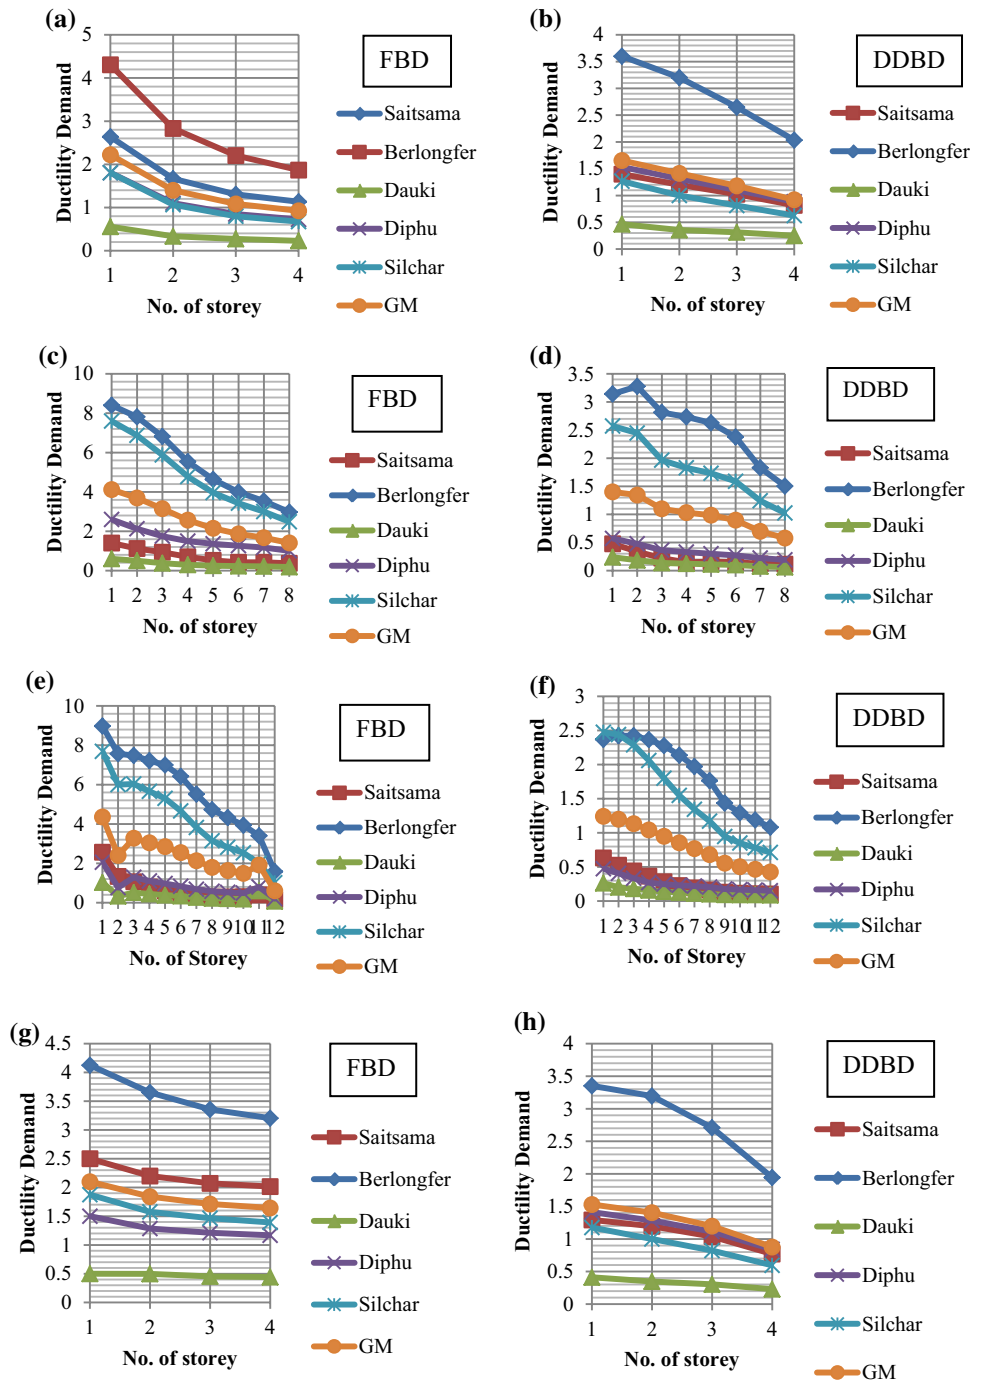 (a)
FBD
5
4
3
2
1
0
Ductility Demand
1 2 3 4
No. of storey
Saitsama
Berlongfer
Dauki
Diphu
Silchar
GM
(b)
DDBD
4
3.5
3
2.5
2
1.5
1
0.5
0
Ductility Demand
1 2 3 4
No. of storey
Saitsama
Berlongfer
Dauki
Diphu
Silchar
GM
(c)
FBD
10
8
6
4
2
0
Ductility Demand
1 2 3 4 5 6 7 8
No. of storey
Saitsama
Berlongfer
Dauki
Diphu
Silchar
GM
(d)
DDBD
3.5
3
2.5
2
1.5
1
0.5
0
Ductility Demand
1 2 3 4 5 6 7 8
No. of storey
Saitsama
Berlongfer
Dauki
Diphu
Silchar
GM
(e)
FBD
10
8
6
4
2
0
Ductility Demand
1 2 3 4 5 6 7 8 9 10 11 12
No. of Storey
Saitsama
Berlongfer
Dauki
Diphu
Silchar
GM
(f)
DDBD
3
2.5
2
1.5
1
0.5
0
Ductility Demand
1 2 3 4 5 6 7 8 9 10 11 12
No. of Storey
Saitsama
Berlongfer
Dauki
Diphu
Silchar
GM
(g)
FBD
4.5
4
3.5
3
2.5
2
1.5
1
0.5
0
Ductility Demand
1 2 3 4
No. of storey
Saitsama
Berlongfer
Dauki
Diphu
Silchar
GM
(h)
DDBD
4
3.5
3
2.5
2
1.5
1
0.5
0
Ductility Demand
1 2 3 4
No. of storey
Saitsama
Berlongfer
Dauki
Diphu
Silchar
GM